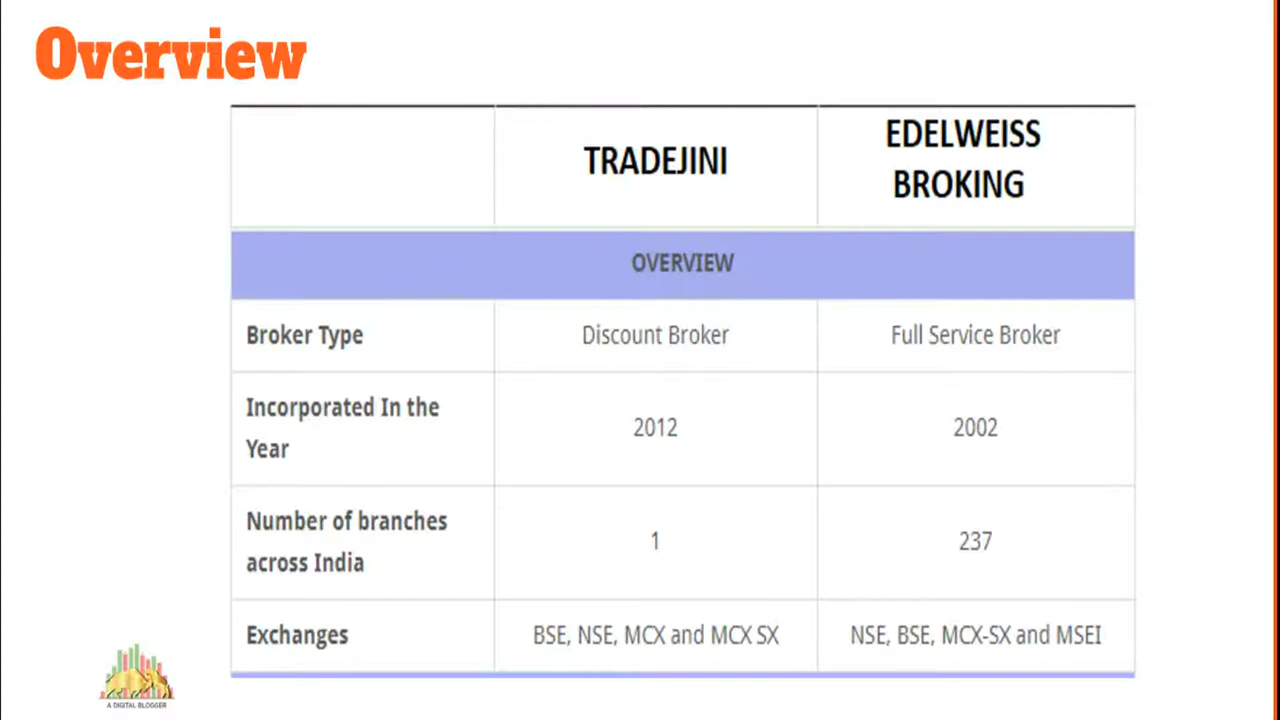 Overview
TRADEJINI
EDELWEISS
BROKING
OVERVIEW
Broker Type
Discount Broker
Full Service Broker
Incorporated In the
Year
2012
2002
Number of branches
across India
1
237
Exchanges
BSE, NSE, MCX and MCX SX
NSE, BSE, MCX-SX and MSEI
A DIGITAL BLOGGER